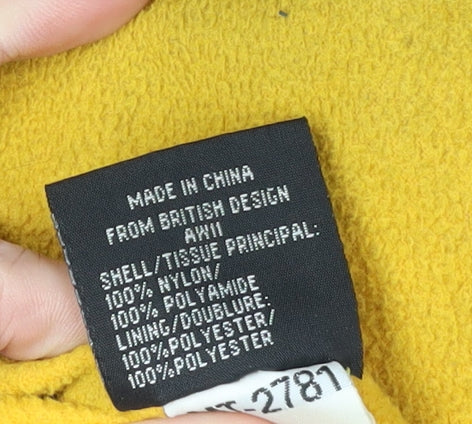 MADE IN CHINA
FROM BRITISH DESIGN
AW11
SHELL/TISSUE PRINCIPAL:
100% NYLON/
100% POLYAMIDE
LINING/DOUBLURE:
100% POLYESTER/
100% POLYESTER
-2781